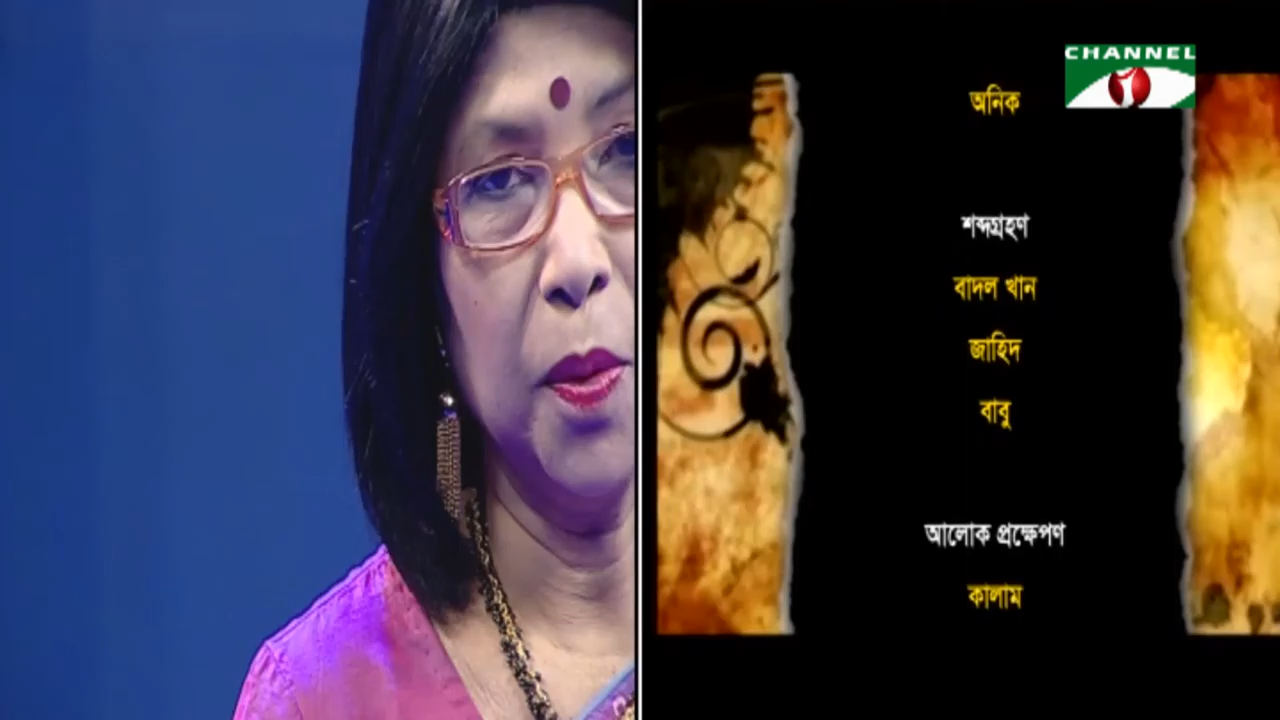 CHANNEL
i
অনিক
শব্দগ্রহণ
বাদল খান
জাহিদ
বাবু
আলোক প্রক্ষেপণ
কালাম